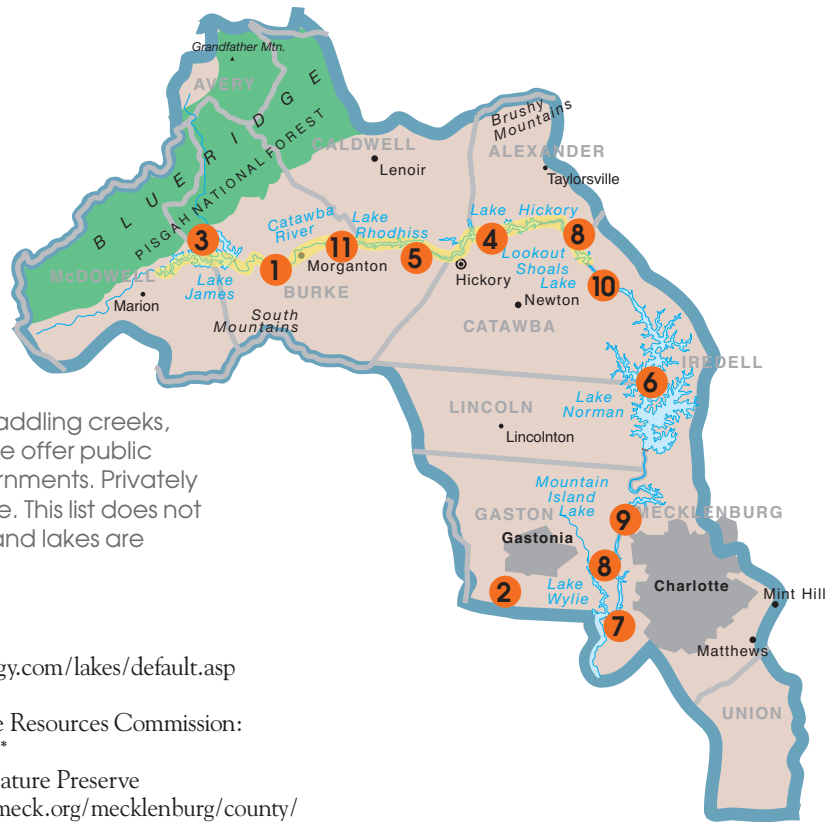 Grandfather Mtn.
AVERY
BLUE RIDGE
PISGAH NATIONAL FOREST
Brushy
Mountains
CALDWELL
ALEXANDER
Lenoir
Taylorsville
Catawba
River
Lake
Rhodhiss
Lake Hickory
3
11
4
8
1
5
Morganton
Hickory
Lookout
Shoals
Lake
10
McDOWELL
Lake
James
BURKE
Newton
Marion
South
Mountains
CATAWBA
IREDELL
6
Lake
Norman
LINCOLN
Lincolnton
addling creeks,
e offer public
rnments. Privately
e. This list does not
and lakes are
Mountain
Island
Lake
GASTON
MECKLENBURG
9
Gastonia
8
Charlotte
2
Lake
Wylie
Mint Hill
7
Matthews
UNION
gy.com/lakes/default.asp
e Resources Commission:
*
Nature Preserve
meck.org/mecklenburg/county/